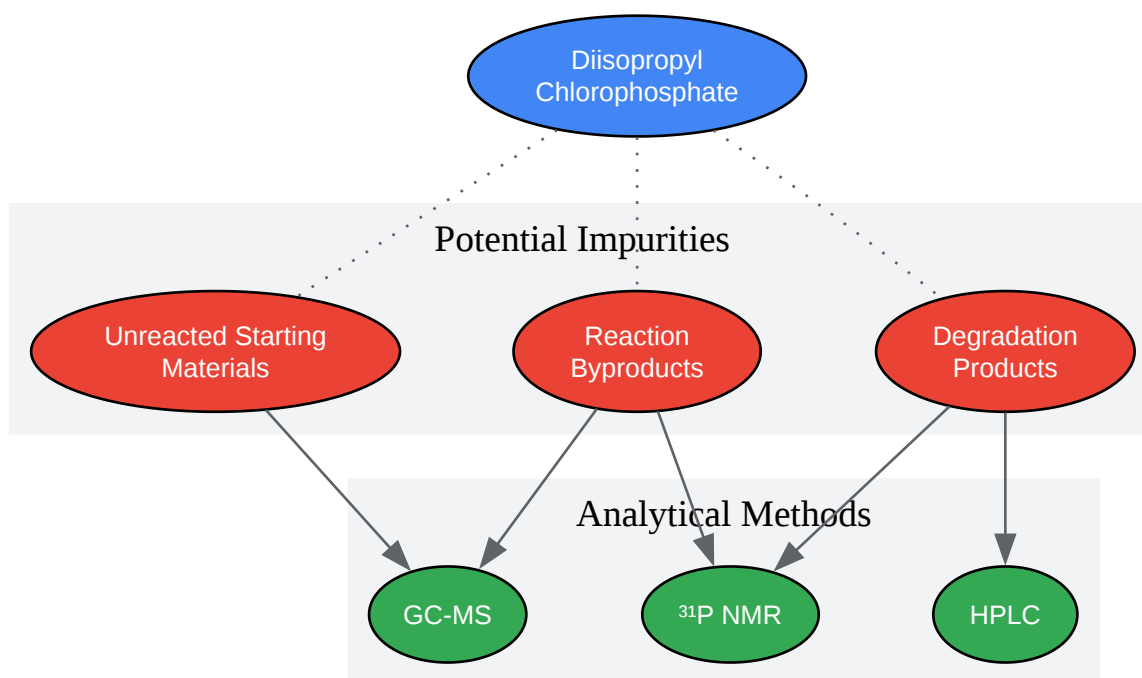 Diisopropyl
Chlorophosphate
Potential Impurities
Unreacted Starting
Materials
Reaction
Byproducts
Degradation
Products
Analytical Methods
GC-MS
³¹P NMR
HPLC